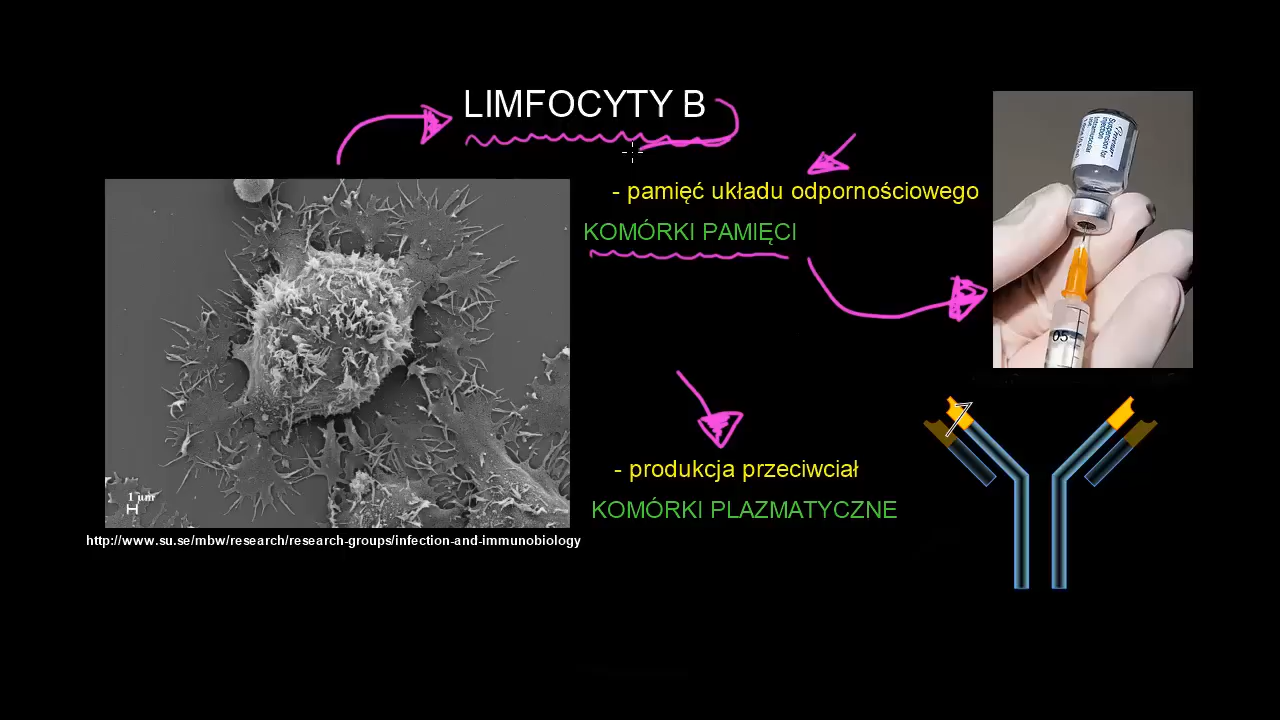 LIMFOCYTY B
- pamięć układu odpornościowego
KOMÓRKI PAMIĘCI
05
- produkcja przeciwciał
KOMÓRKI PLAZMATYCZNE
1 µm
http://www.su.se/mbw/research/research-groups/infection-and-immunobiology